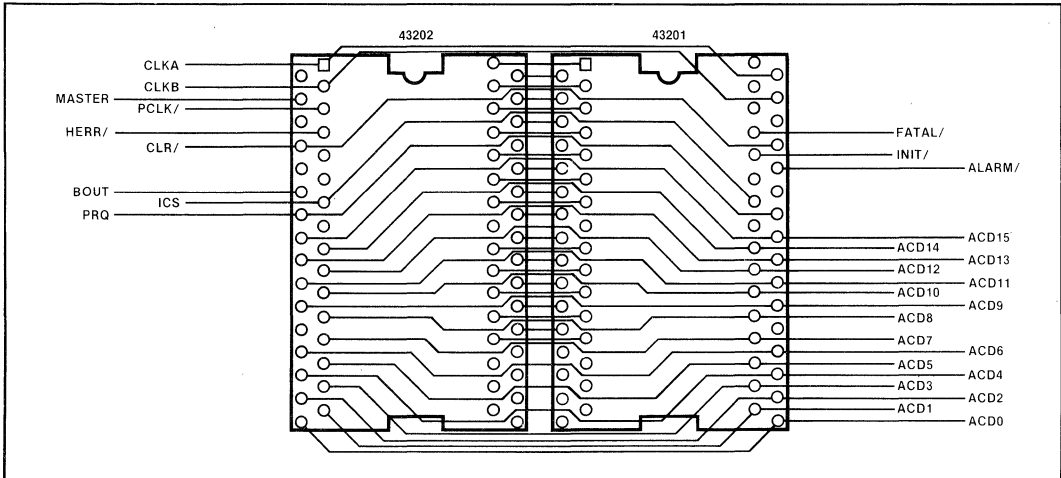 43202
43201
CLKA
CLKB
MASTER
PCLK/
HERR/
CLR/
BOUT
ICS
PRQ
FATAL/
INIT/
ALARM/
ACD15
ACD14
ACD13
ACD12
ACD11
ACD10
ACD9
ACD8
ACD7
ACD6
ACD5
ACD4
ACD3
ACD2
ACD1
ACD0